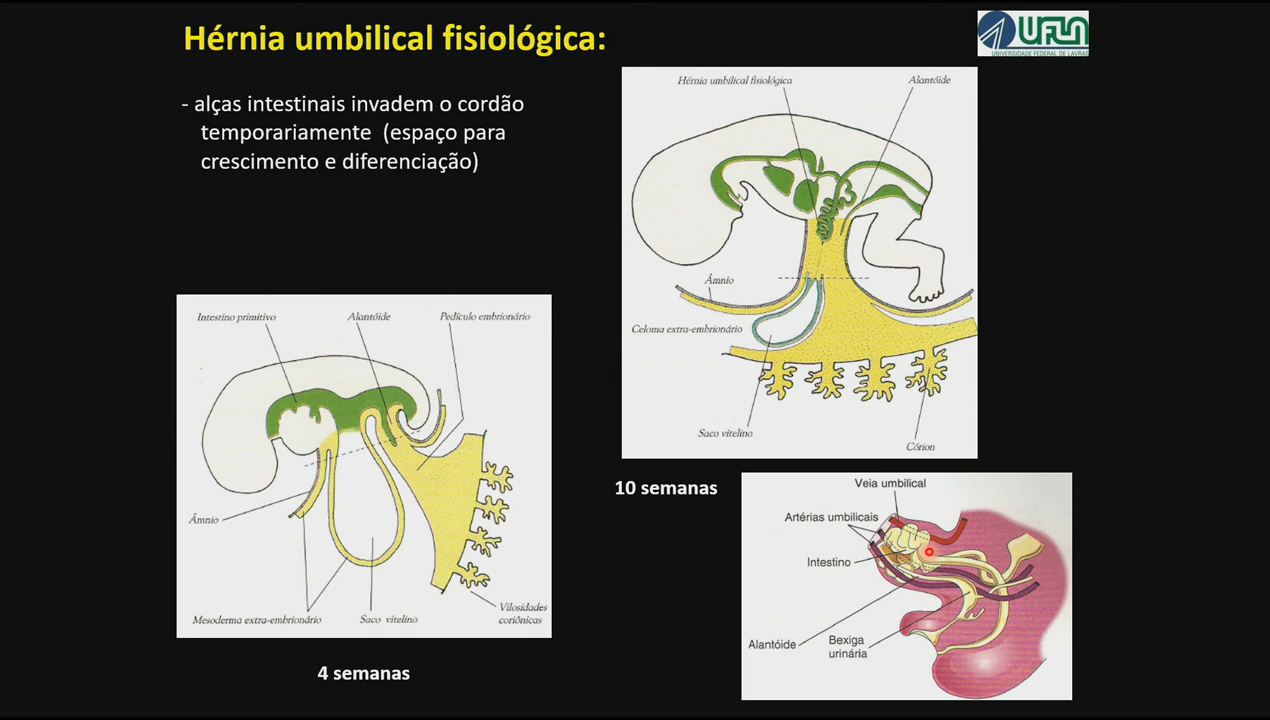 Hérnia umbilical fisiológica:
UFLA
UNIVERSIDADE FEDERAL DE LAVRAS
- alças intestinais invadem o cordão
temporariamente (espaço para
crescimento e diferenciação)
Hérnia umbilical fisiológica
Alantóide
Âmnio
Celoma extra-embrionário
Saco vitelino
Córion
10 semanas
Intestino primitivo
Alantóide
Pedículo embrionário
Âmnio
Mesoderma extra-embrionário
Saco vitelino
Vilosidades
coriônicas
4 semanas
Veia umbilical
Artérias umbilicais
Intestino
Alantóide
Bexiga
urinária